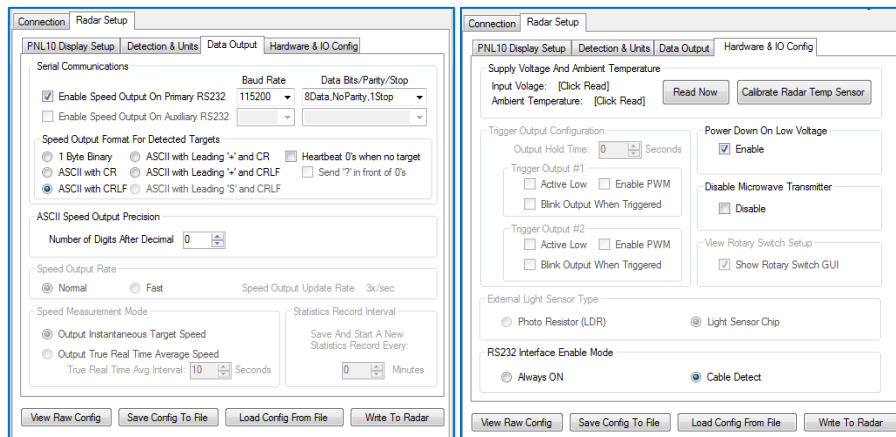 Connection Radar Setup
PNL10 Display Setup Detection & Units Data Output Hardware & IO Config
Serial Communications
Baud Rate Data Bits/Parity/Stop
Enable Speed Output On Primary RS232 115200 8Data,NoParity,1Stop
Enable Speed Output On Auxiliary RS232
Speed Output Format For Detected Targets
1 Byte Binary ASCII with Leading '+' and CR Heartbeat 0's when no target
ASCII with CR ASCII with Leading '+' and CRLF Send '?' in front of 0's
ASCII with CRLF ASCII with Leading 'S' and CRLF
ASCII Speed Output Precision
Number of Digits After Decimal 0
Speed Output Rate
Normal Fast Speed Output Update Rate 3x/sec
Speed Measurement Mode Statistics Record Interval
Output Instantaneous Target Speed Save And Start A New
Output True Real Time Average Speed Statistics Record Every:
True Real Time Avg Interval: 10 Seconds 0 Minutes
View Raw Config Save Config To File Load Config From File Write To Radar
Connection Radar Setup
PNL10 Display Setup Detection & Units Data Output Hardware & IO Config
Supply Voltage And Ambient Temperature
Input Volage: [Click Read] Read Now Calibrate Radar Temp Sensor
Ambient Temperature: [Click Read]
Trigger Output Configuration Power Down On Low Voltage
Output Hold Time: 0 Seconds Enable
Trigger Output #1
Active Low Enable PWM Disable Microwave Transmitter
Blink Output When Triggered Disable
Trigger Output #2
Active Low Enable PWM View Rotary Switch Setup
Blink Output When Triggered Show Rotary Switch GUI
External Light Sensor Type
Photo Resistor (LDR) Light Sensor Chip
RS232 Interface Enable Mode
Always ON Cable Detect
View Raw Config Save Config To File Load Config From File Write To Radar